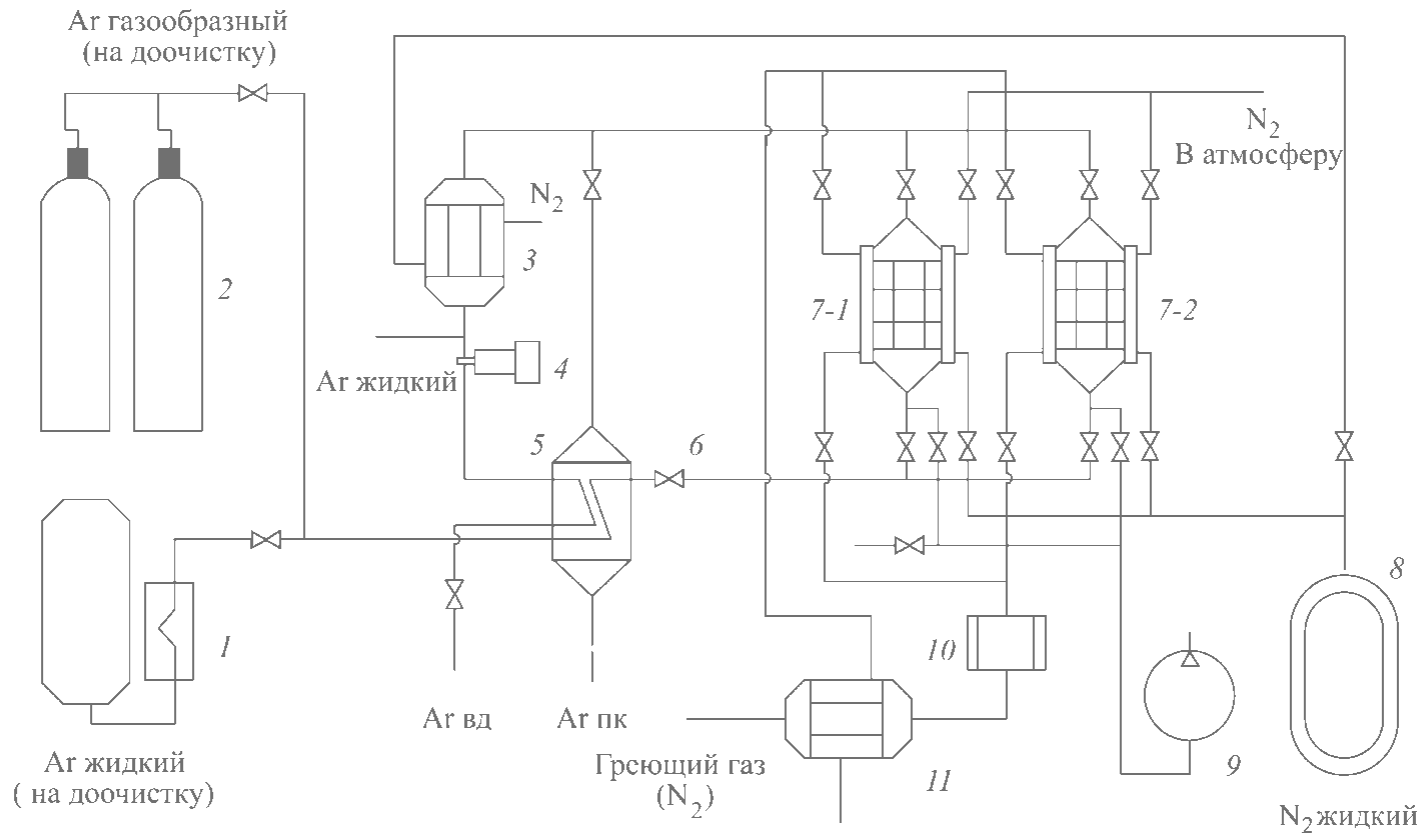 Ar газообразный
(на доочистку)
N2
В атмосферу
N2
2
3
7-1
7-2
Ar жидкий
4
5
6
8
1
10
Ar вд
Ar пк
Ar жидкий
( на доочистку)
Греющий газ
(N2)
11
9
N2 жидкий